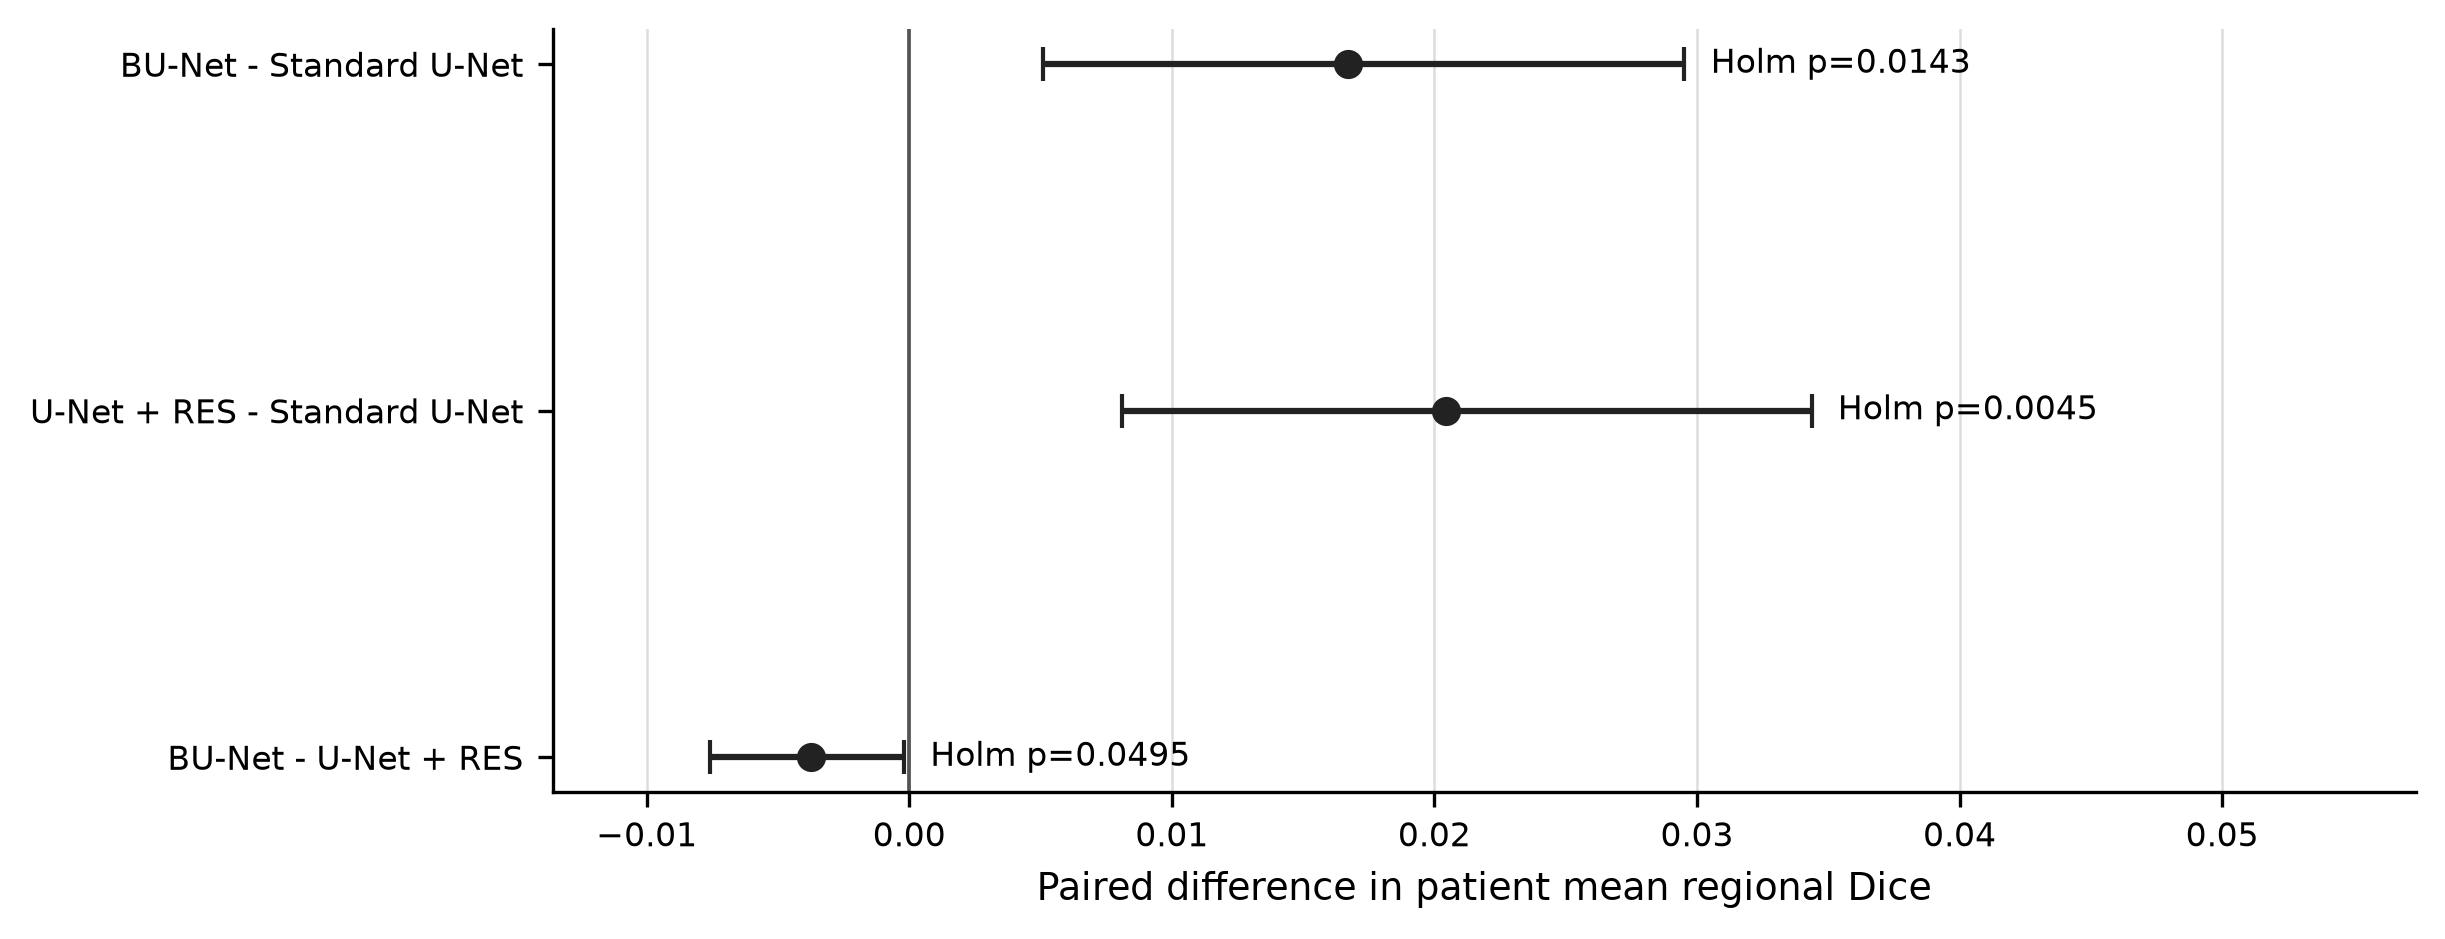 BU-Net - Standard U-Net
Holm p=0.0143
U-Net + RES - Standard U-Net
Holm p=0.0045
BU-Net - U-Net + RES
Holm p=0.0495
−0.01 0.00 0.01 0.02 0.03 0.04 0.05
Paired difference in patient mean regional Dice